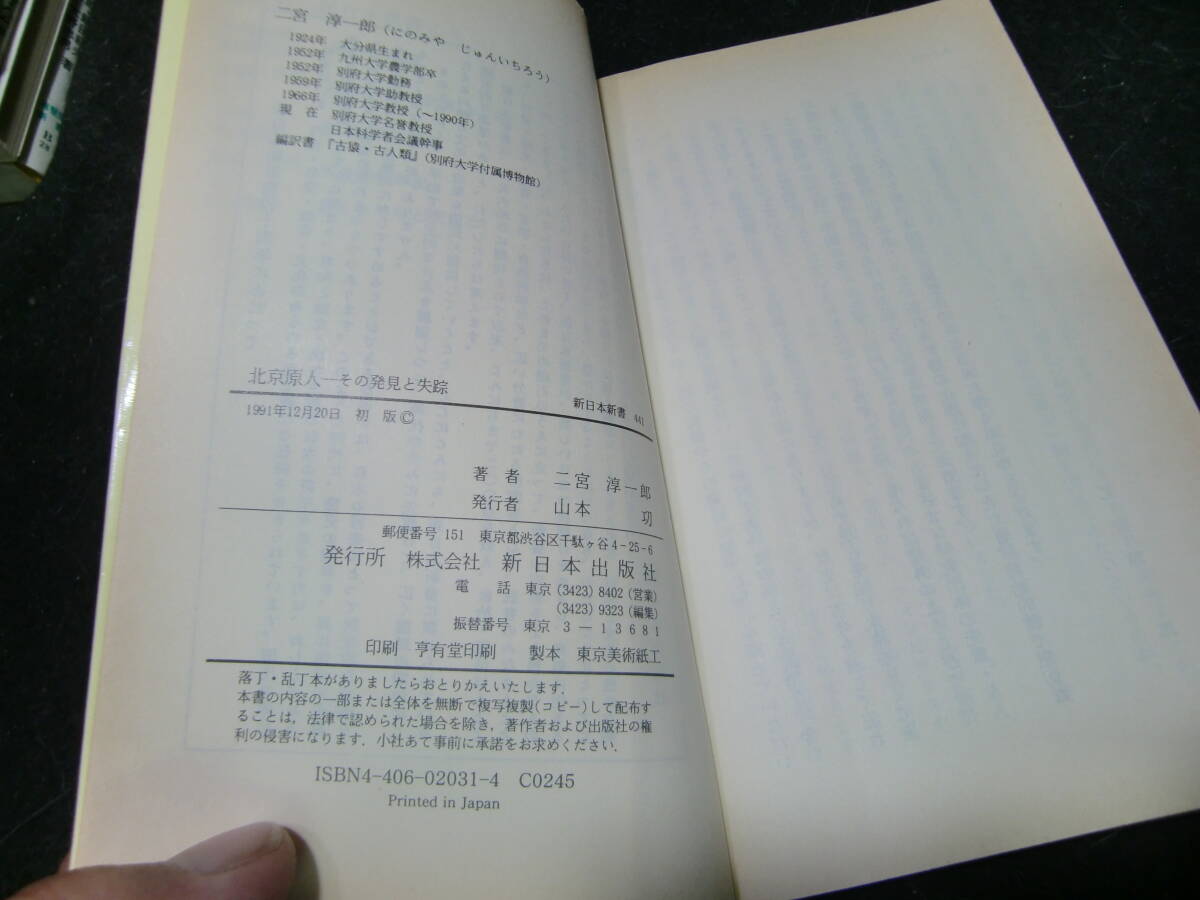 二宮 淳一郎(にのみや じゅんいちろう)
1924年 大分県生まれ
1952年 九州大学農学部卒
1952年 別府大学勤務
1959年 別府大学助教授
1966年 別府大学教授(〜1990年)
現在 別府大学名誉教授
日本科学者会議幹事
編訳書 『古猿・古人類』(別府大学付属博物館)
北京原人―その発見と失踪
新日本新書 441
1991年12月20日 初版©
著者 二宮 淳一郎
発行者 山本 功
郵便番号 151 東京都渋谷区千駄ヶ谷4-25-6
発行所 株式会社 新日本出版社
電話 東京(3423)8402(営業)
(3423)9323(編集)
振替番号 東京 3-13681
印刷 亨有堂印刷 製本 東京美術紙工
落丁・乱丁本がありましたらおとりかえいたします.
本書の内容の一部または全体を無断で複写複製(コピー)して配布す
ることは,法律で認められた場合を除き,著作者および出版社の権
利の侵害になります.小社あて事前に承諾をお求めください.
ISBN4-406-02031-4 C0245
Printed in Japan